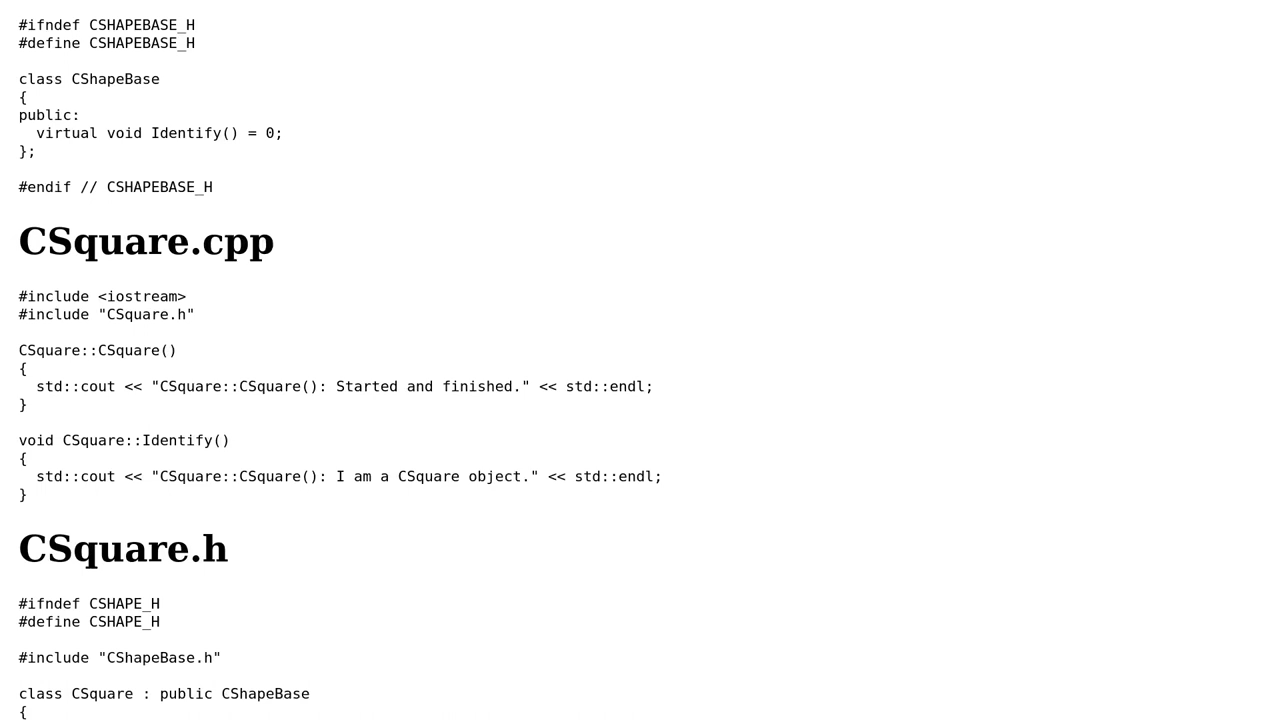 #ifndef CSHAPEBASE_H
#define CSHAPEBASE_H

class CShapeBase
{
public:
  virtual void Identify() = 0;
};

#endif // CSHAPEBASE_H

CSquare.cpp

#include <iostream>
#include "CSquare.h"

CSquare::CSquare()
{
  std::cout << "CSquare::CSquare(): Started and finished." << std::endl;
}

void CSquare::Identify()
{
  std::cout << "CSquare::CSquare(): I am a CSquare object." << std::endl;
}

CSquare.h

#ifndef CSHAPE_H
#define CSHAPE_H

#include "CShapeBase.h"

class CSquare : public CShapeBase
{